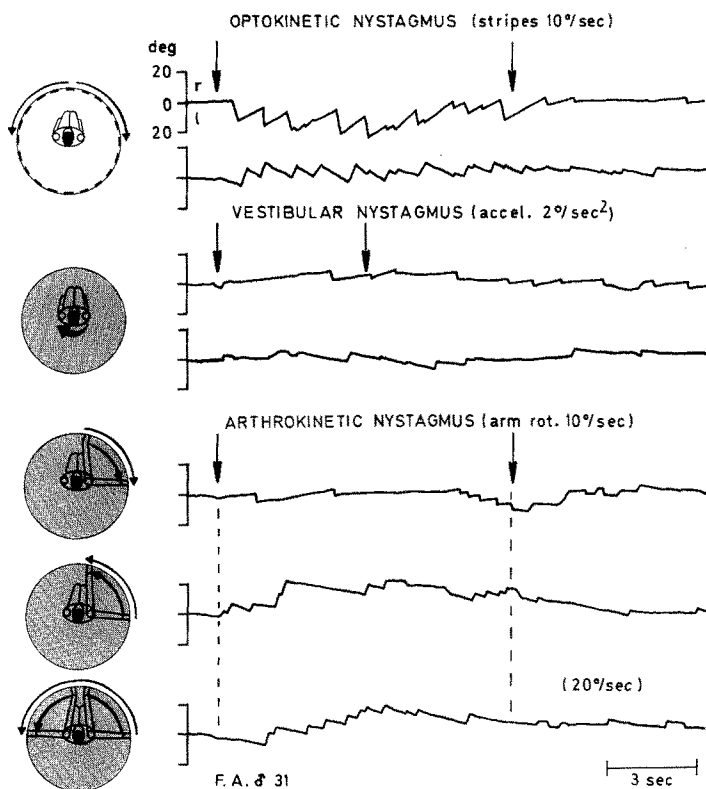 OPTOKINETIC NYSTAGMUS (stripes 10°/sec)
deg
20
r
0
l
20
VESTIBULAR NYSTAGMUS (accel. 2°/sec²)
ARTHROKINETIC NYSTAGMUS (arm rot. 10°/sec)
(20°/sec)
F. A. ♂ 31
3 sec